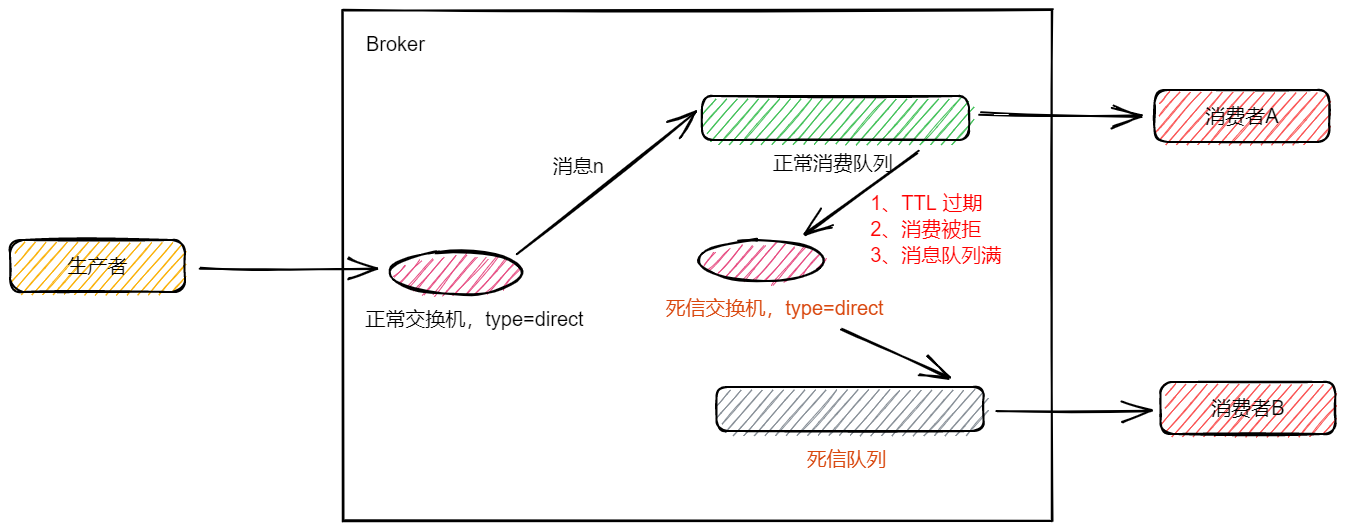 Broker
消费者A
消息n
正常消费队列
1、TTL 过期
2、消费被拒
3、消息队列满
生产者
正常交换机，type=direct
死信交换机，type=direct
消费者B
死信队列